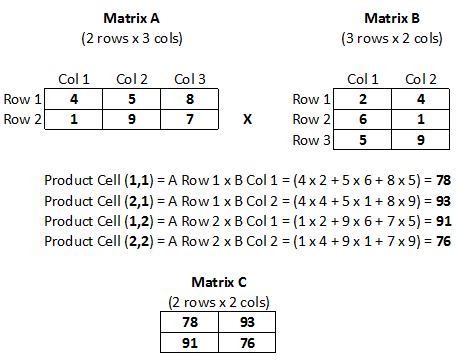 Matrix A Matrix B
(2 rows x 3 cols) (3 rows x 2 cols)
Col 1 Col 2 Col 3 Col 1 Col 2
Row 1 4 5 8 Row 1 2 4
Row 2 1 9 7 X Row 2 6 1
Row 3 5 9
Product Cell (1,1) = A Row 1 x B Col 1 = (4 x 2 + 5 x 6 + 8 x 5) = 78
Product Cell (2,1) = A Row 1 x B Col 2 = (4 x 4 + 5 x 1 + 8 x 9) = 93
Product Cell (1,2) = A Row 2 x B Col 1 = (1 x 2 + 9 x 6 + 7 x 5) = 91
Product Cell (2,2) = A Row 2 x B Col 2 = (1 x 4 + 9 x 1 + 7 x 9) = 76
Matrix C
(2 rows x 2 cols)
78 93
91 76